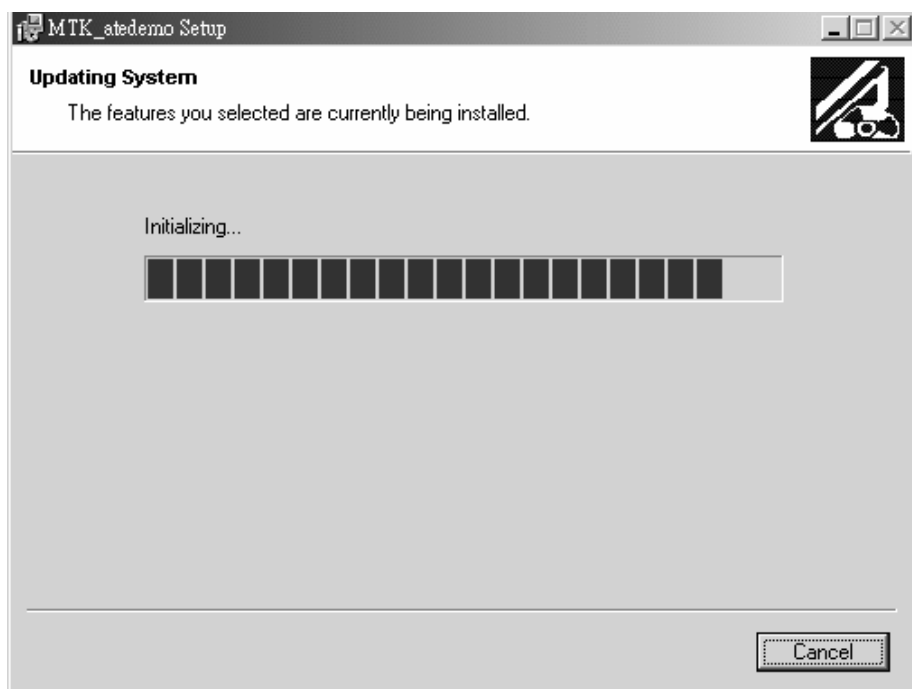 MTK_atedemo Setup
Updating System
The features you selected are currently being installed.
Initializing...
Cancel